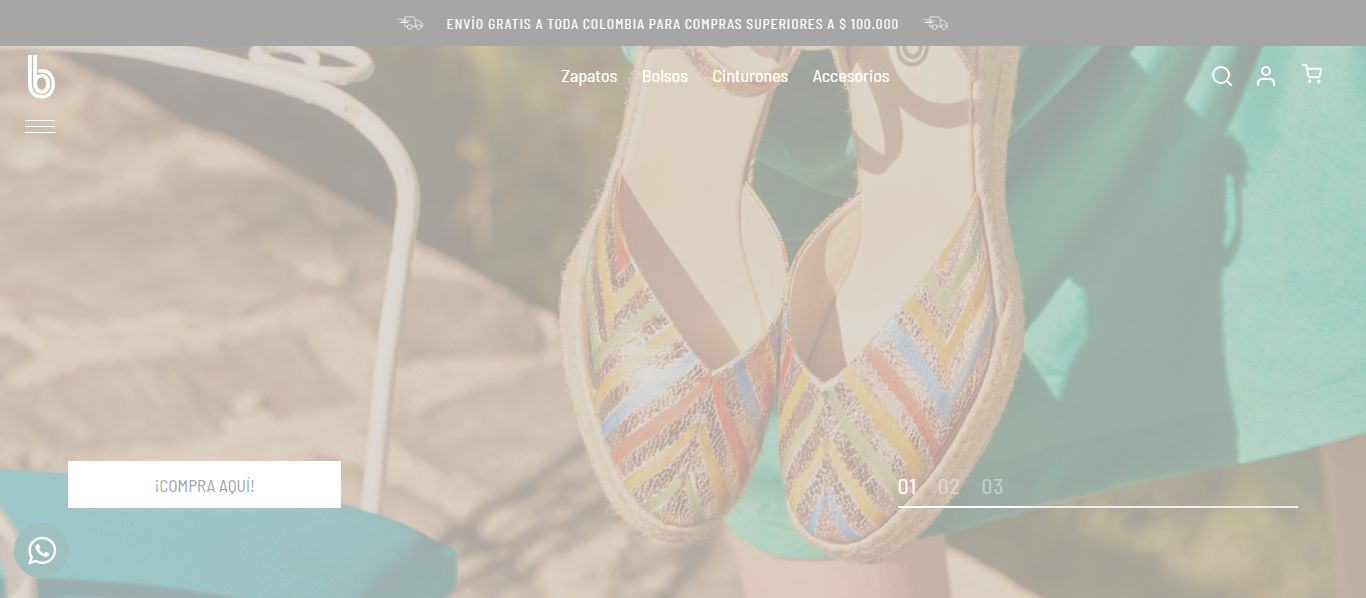 ENVÍO GRATIS A TODA COLOMBIA PARA COMPRAS SUPERIORES A $ 100.000
b
Zapatos Bolsos Cinturones Accesorios
¡COMPRA AQUÍ!
01 02 03